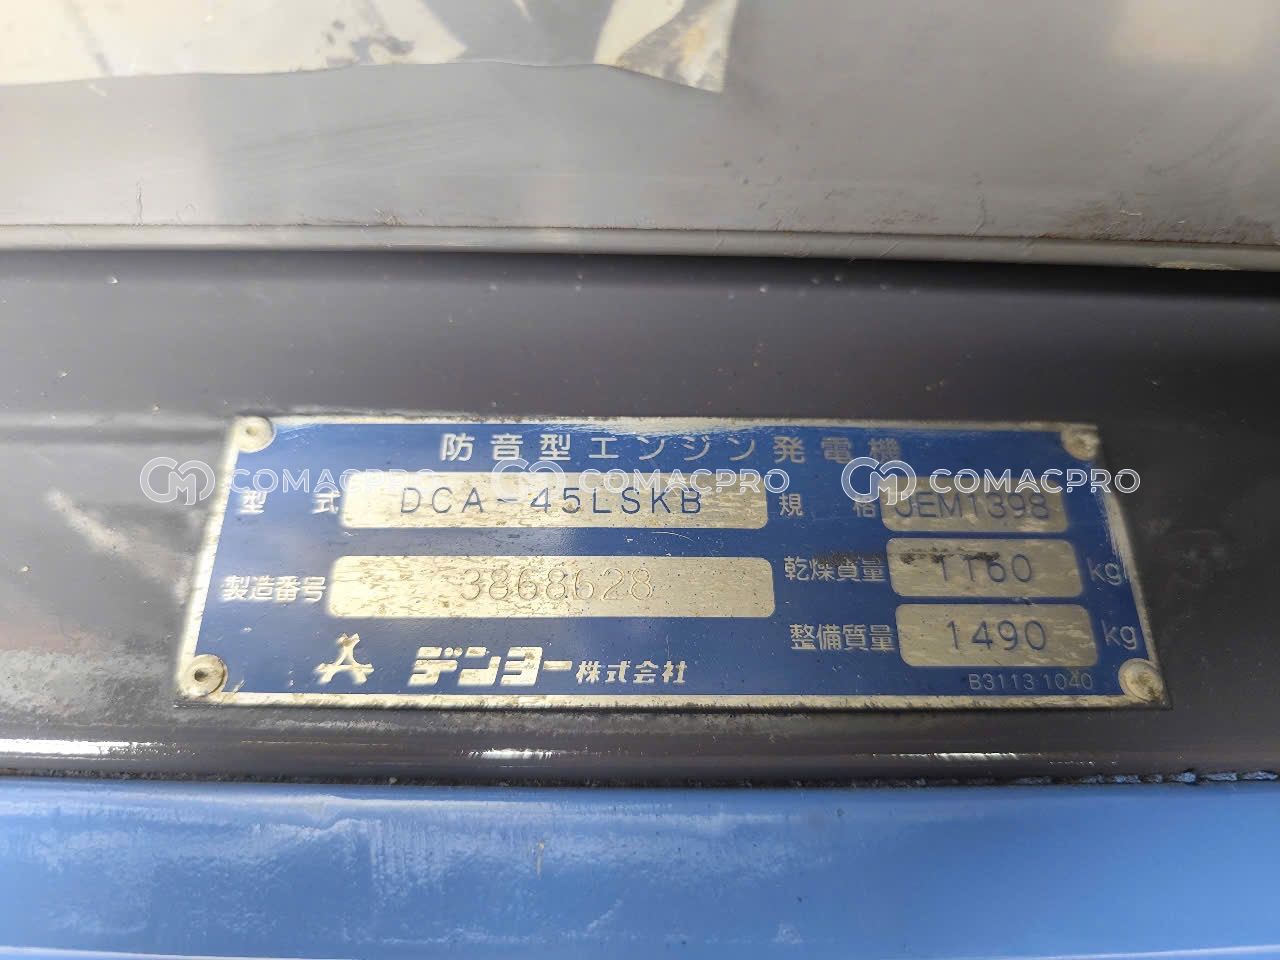 防音型エンジン発電機
COMACPRO COMACPRO COMACPRO
型式 DCA-45LSKB 規格 JEM1398
製造番号 3868628 乾燥質量 1160 kg
整備質量 1490 kg
デンヨー株式会社
B3113 1040